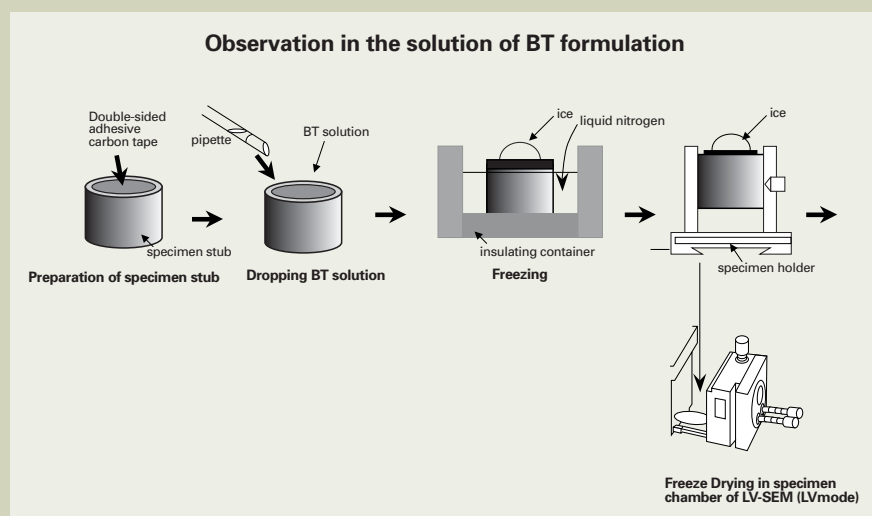 Observation in the solution of BT formulation
Double-sided
adhesive
carbon tape
specimen stub
Preparation of specimen stub
pipette
BT solution
Dropping BT solution
ice
liquid nitrogen
insulating container
Freezing
ice
specimen holder
Freeze Drying in specimen
chamber of LV-SEM (LVmode)